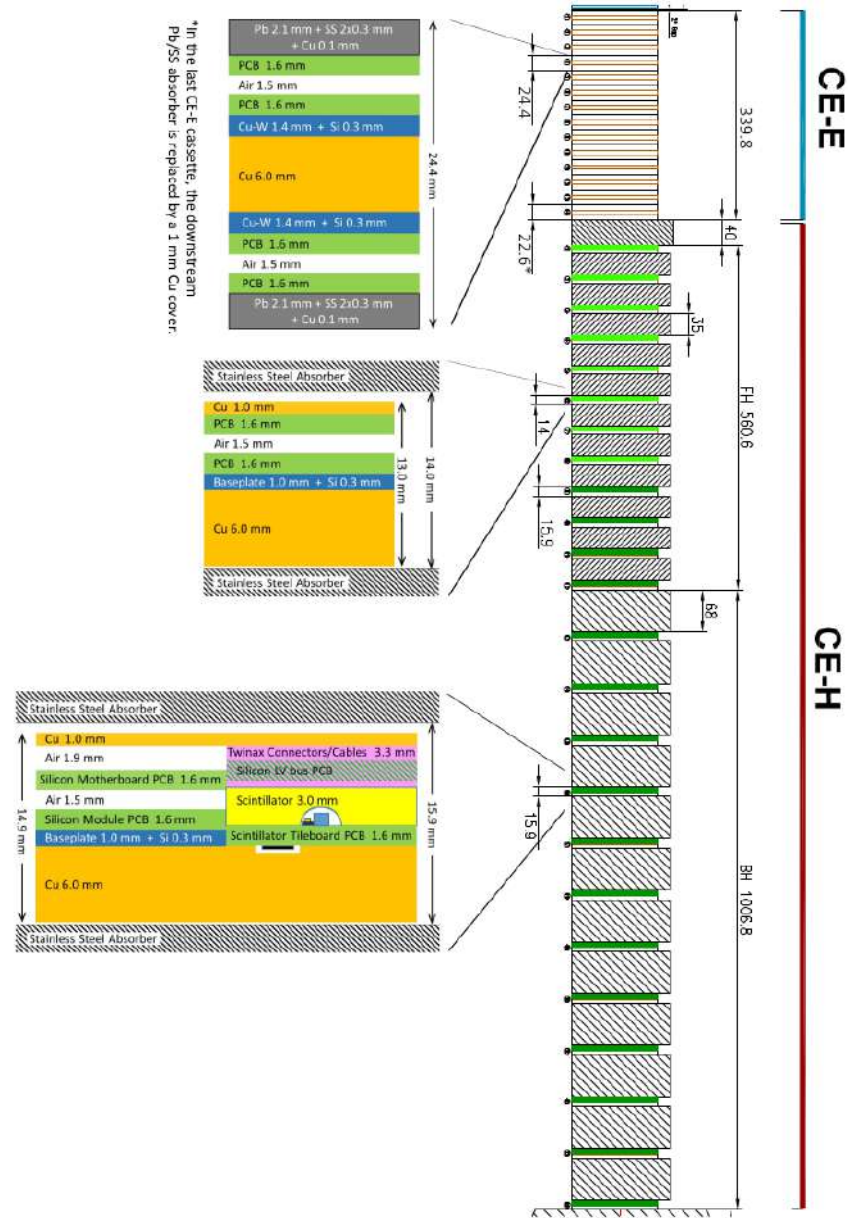 Pb 2.1 mm + SS 2x0.3 mm
+ Cu 0.1 mm
PCB 1.6 mm
Air 1.5 mm
PCB 1.6 mm
Cu-W 1.4 mm + Si 0.3 mm
Cu 6.0 mm
Cu-W 1.4 mm + Si 0.3 mm
PCB 1.6 mm
Air 1.5 mm
PCB 1.6 mm
Pb 2.1 mm + SS 2x0.3 mm
+ Cu 0.1 mm
24.4 mm
*In the last CE-E cassette, the downstream
Pb/SS absorber is replaced by a 1 mm Cu cover.
Stainless Steel Absorber
Cu 1.0 mm
PCB 1.6 mm
Air 1.5 mm
PCB 1.6 mm
Baseplate 1.0 mm + Si 0.3 mm
Cu 6.0 mm
Stainless Steel Absorber
13.0 mm
14.0 mm
Stainless Steel Absorber
Cu 1.0 mm
Air 1.9 mm
Silicon Motherboard PCB 1.6 mm
Air 1.5 mm
Silicon Module PCB 1.6 mm
Baseplate 1.0 mm + Si 0.3 mm
Cu 6.0 mm
Twinax Connectors/Cables 3.3 mm
Silicon LV bus PCB
Scintillator 3.0 mm
Scintillator Tileboard PCB 1.6 mm
Stainless Steel Absorber
14.9 mm
15.9 mm
CE-E
339.8
24.4
22.6*
40
CE-H
35
FH 560.6
14
15.9
68
15.9
BH 1006.8